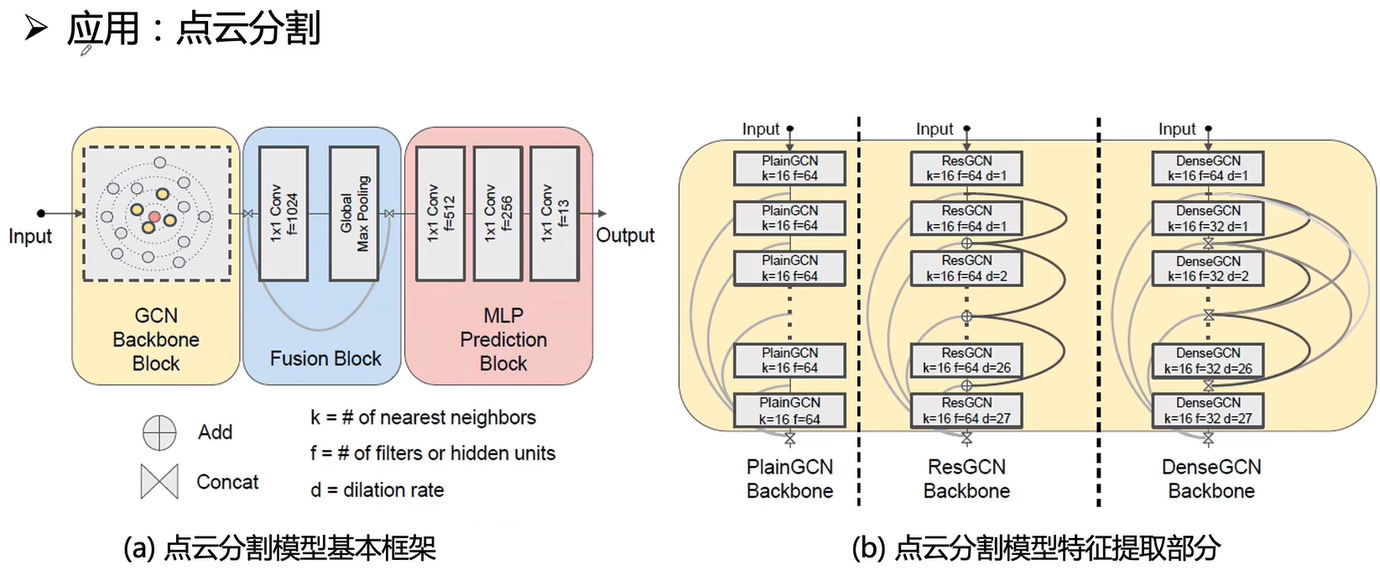 ➢ 应用：点云分割
Input
1x1 Conv
f=1024
Global
Max Pooling
1x1 Conv
f=512
1x1 Conv
f=256
1x1 Conv
f=13
Output
GCN
Backbone
Block
Fusion Block
MLP
Prediction
Block
Add
Concat
k = # of nearest neighbors
f = # of filters or hidden units
d = dilation rate
(a) 点云分割模型基本框架
Input
PlainGCN
k=16 f=64
PlainGCN
k=16 f=64
PlainGCN
k=16 f=64
PlainGCN
k=16 f=64
PlainGCN
k=16 f=64
PlainGCN
Backbone
Input
ResGCN
k=16 f=64 d=1
ResGCN
k=16 f=64 d=1
ResGCN
k=16 f=64 d=2
ResGCN
k=16 f=64 d=26
ResGCN
k=16 f=64 d=27
ResGCN
Backbone
Input
DenseGCN
k=16 f=64 d=1
DenseGCN
k=16 f=32 d=1
DenseGCN
k=16 f=32 d=2
DenseGCN
k=16 f=32 d=26
DenseGCN
k=16 f=32 d=27
DenseGCN
Backbone
(b) 点云分割模型特征提取部分